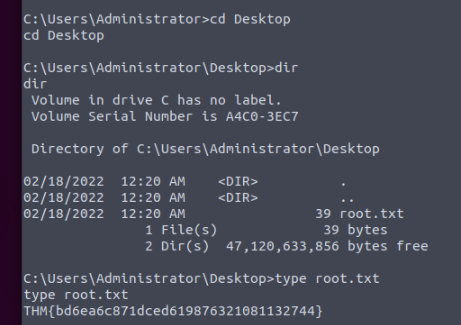 C:\Users\Administrator>cd Desktop
cd Desktop
C:\Users\Administrator\Desktop>dir
dir
 Volume in drive C has no label.
 Volume Serial Number is A4C0-3EC7
 Directory of C:\Users\Administrator\Desktop
02/18/2022  12:20 AM    <DIR>          .
02/18/2022  12:20 AM    <DIR>          ..
02/18/2022  12:20 AM                39 root.txt
               1 File(s)             39 bytes
               2 Dir(s)  47,120,633,856 bytes free
C:\Users\Administrator\Desktop>type root.txt
type root.txt
THM{bd6ea6c871dced619876321081132744}